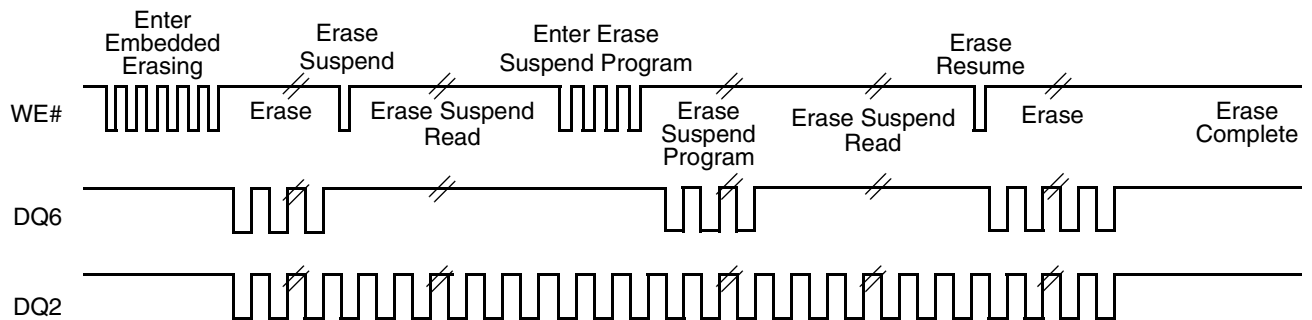 Enter
Embedded
Erasing
Erase
Suspend
Enter Erase
Suspend Program
Erase
Resume
WE#
Erase
Erase Suspend
Read
Erase
Suspend
Program
Erase Suspend
Read
Erase
Erase
Complete
DQ6
DQ2